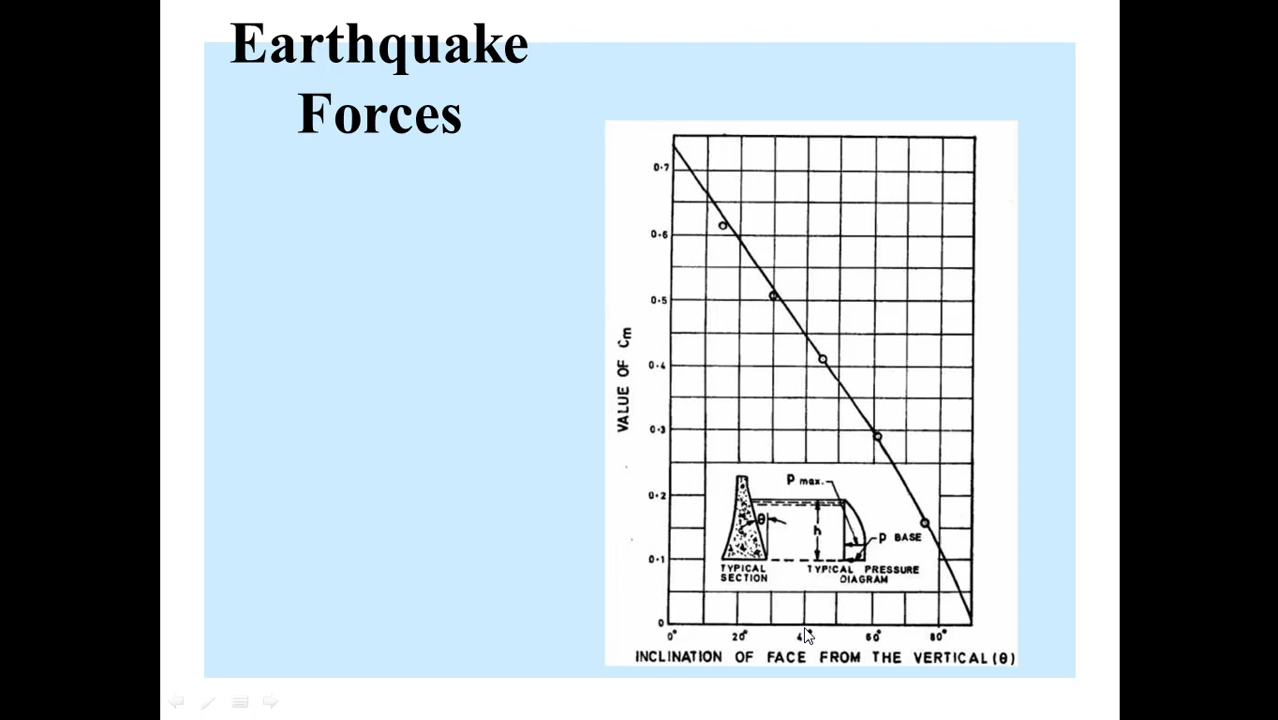 Earthquake
Forces
0.7
0.6
0.5
0.4
0.3
0.2
0.1
0
VALUE OF Cm
P max.
θ
h
P BASE
TYPICAL
SECTION
TYPICAL PRESSURE
DIAGRAM
0° 20° 60° 80°
INCLINATION OF FACE FROM THE VERTICAL (θ)